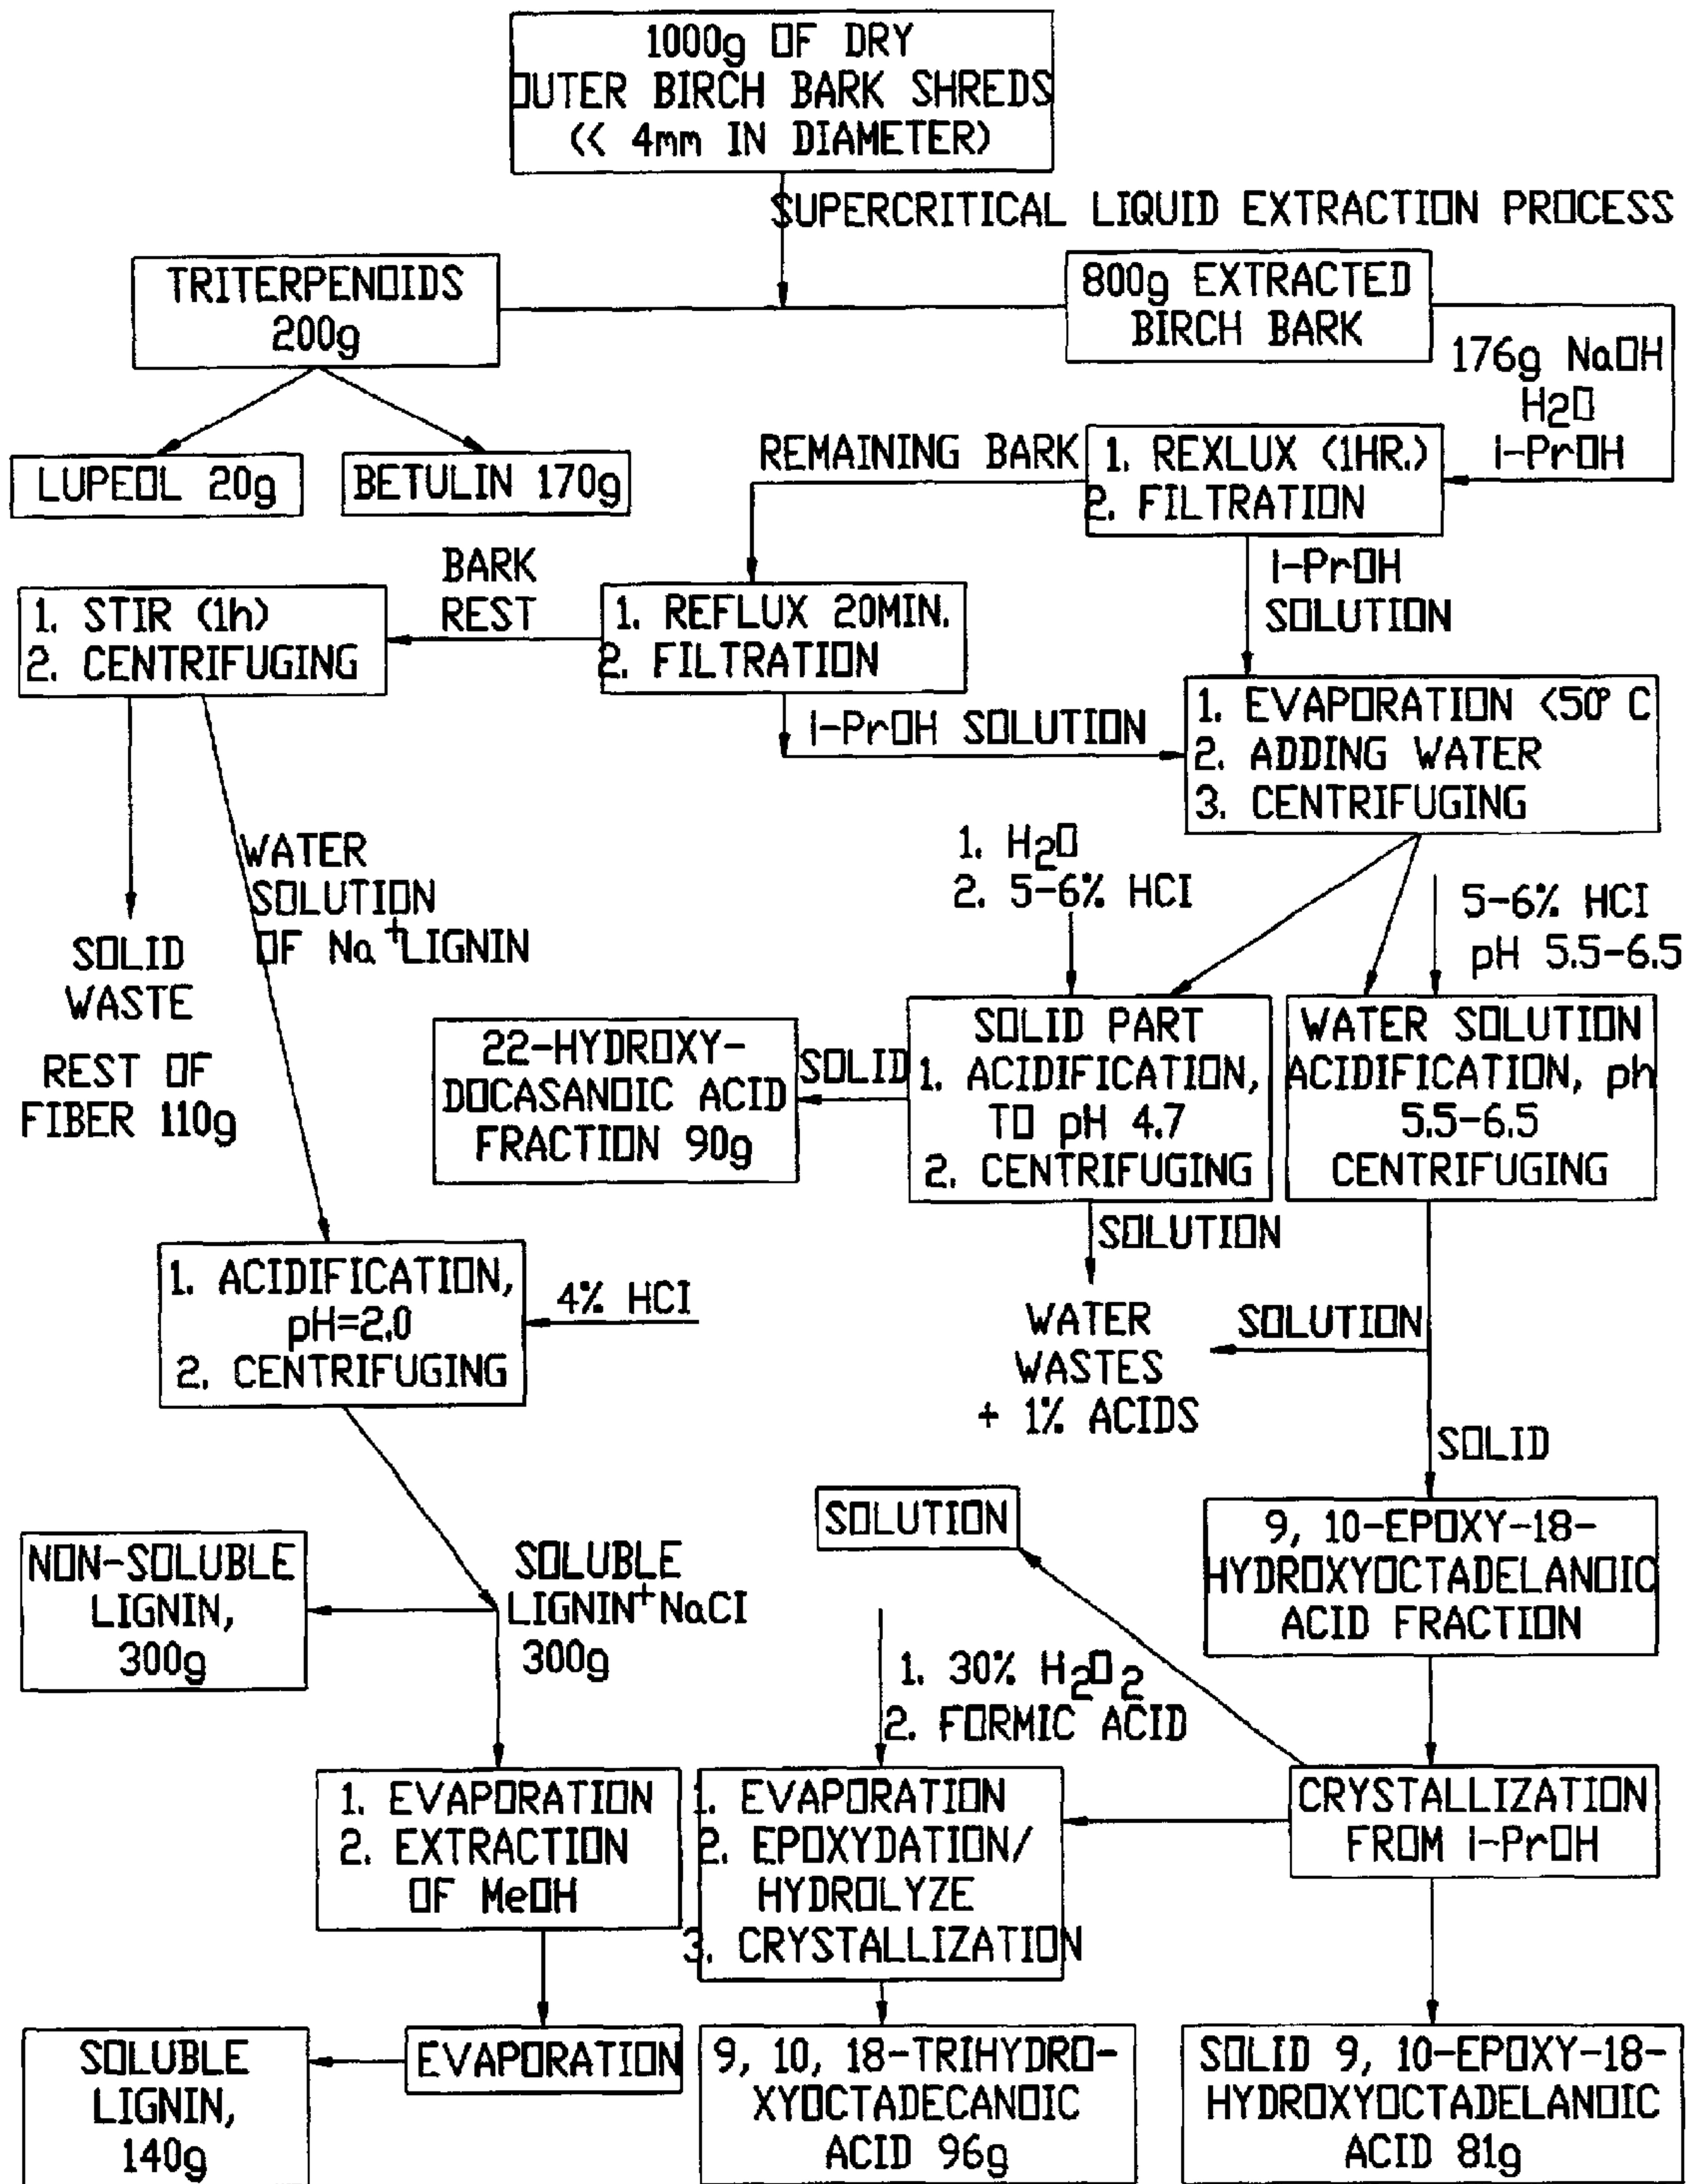 1000g OF DRY
OUTER BIRCH BARK SHREDS
(<< 4mm IN DIAMETER)
SUPERCRITICAL LIQUID EXTRACTION PROCESS
TRITERPENOIDS
200g
800g EXTRACTED
BIRCH BARK
176g NaOH
H2O
i-PrOH
LUPEOL 20g
BETULIN 170g
REMAINING BARK
1. REXLUX (1HR.)
2. FILTRATION
BARK
REST
i-PrOH
SOLUTION
1. STIR (1h)
2. CENTRIFUGING
1. REFLUX 20MIN.
2. FILTRATION
i-PrOH SOLUTION
1. EVAPORATION <50° C
2. ADDING WATER
3. CENTRIFUGING
WATER
SOLUTION
OF Na+LIGNIN
1. H2O
2. 5-6% HCl
5-6% HCl
pH 5.5-6.5
SOLID
WASTE
REST OF
FIBER 110g
22-HYDROXY-
DOCASANOIC ACID
FRACTION 90g
SOLID
SOLID PART
1. ACIDIFICATION,
TO pH 4.7
2. CENTRIFUGING
WATER SOLUTION
ACIDIFICATION, ph
5.5-6.5
CENTRIFUGING
SOLUTION
1. ACIDIFICATION,
pH=2.0
2. CENTRIFUGING
4% HCl
WATER
WASTES
+ 1% ACIDS
SOLUTION
SOLID
SOLUTION
9, 10-EPOXY-18-
HYDROXYOCTADELANOIC
ACID FRACTION
NON-SOLUBLE
LIGNIN,
300g
SOLUBLE
LIGNIN+NaCl
300g
1. 30% H2O2
2. FORMIC ACID
1. EVAPORATION
2. EXTRACTION
OF MeOH
1. EVAPORATION
2. EPOXYDATION/
HYDROLYZE
3. CRYSTALLIZATION
CRYSTALLIZATION
FROM i-PrOH
SOLUBLE
LIGNIN,
140g
EVAPORATION
9, 10, 18-TRIHYDRO-
XYOCTADECANOIC
ACID 96g
SOLID 9, 10-EPOXY-18-
HYDROXYOCTADELANOIC
ACID 81g